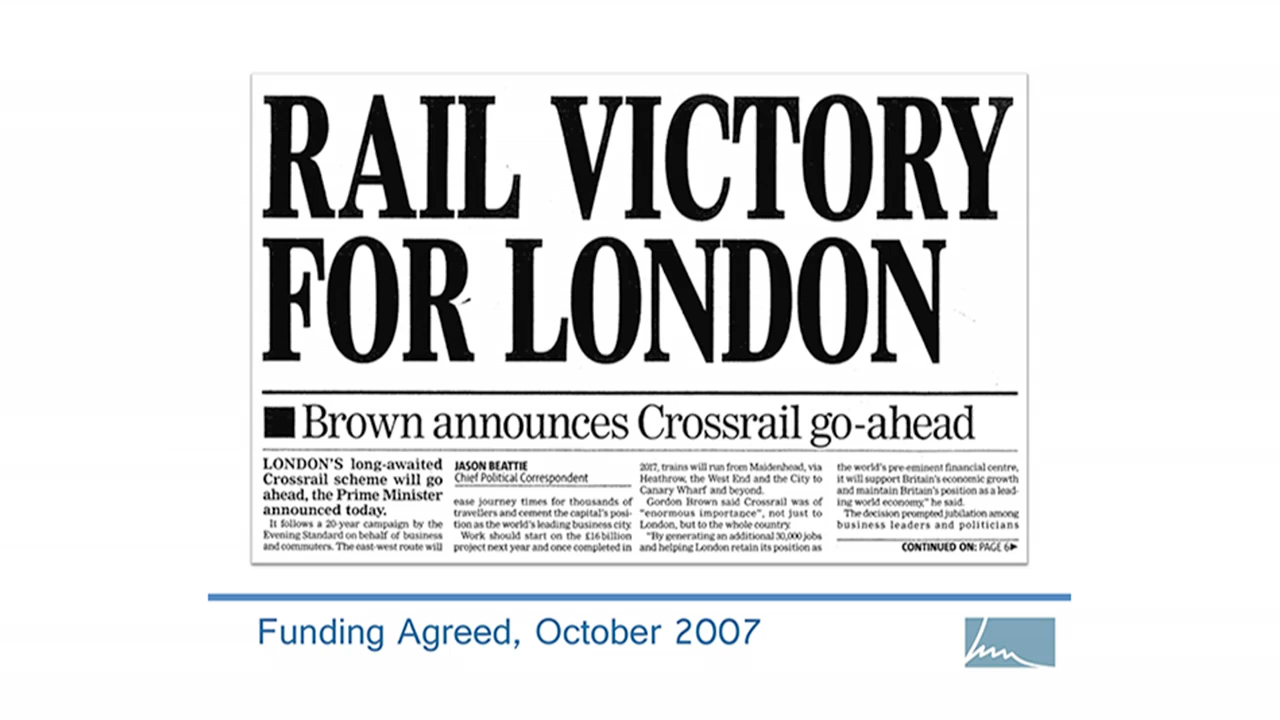 RAIL VICTORY
FOR LONDON
Brown announces Crossrail go-ahead
LONDON'S long-awaited
Crossrail scheme will go
ahead, the Prime Minister
announced today.
It follows a 20-year campaign by the
Evening Standard on behalf of business
and commuters. The east-west route will
JASON BEATTIE
Chief Political Correspondent
ease journey times for thousands of
travellers and cement the capital's posi-
tion as the world's leading business city.
Work should start on the £16 billion
project next year and once completed in
2017, trains will run from Maidenhead, via
Heathrow, the West End and the City to
Canary Wharf and beyond.
Gordon Brown said Crossrail was of
"enormous importance", not just to
London, but to the whole country.
"By generating an additional 30,000 jobs
and helping London retain its position as
the world's pre-eminent financial centre,
it will support Britain's economic growth
and maintain Britain's position as a lead-
ing world economy," he said.
The decision prompted jubilation among
business leaders and politicians
CONTINUED ON: PAGE 6
Funding Agreed, October 2007